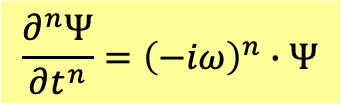 ∂ⁿΨ/∂tⁿ = (−iω)ⁿ · Ψ